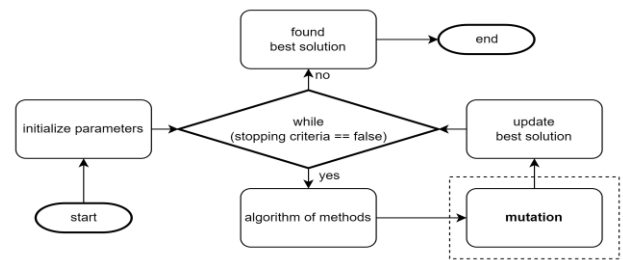 found
best solution
end
no
initialize parameters
while
(stopping criteria == false)
update
best solution
yes
start
algorithm of methods
mutation